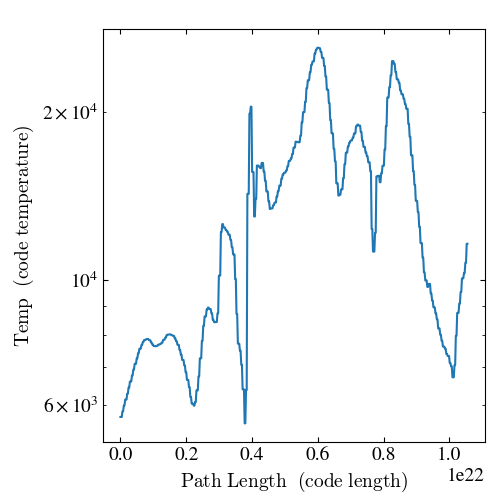 2×10⁴
10⁴
6×10³
Temp (code temperature)
0.0 0.2 0.4 0.6 0.8 1.0
1e22
Path Length (code length)